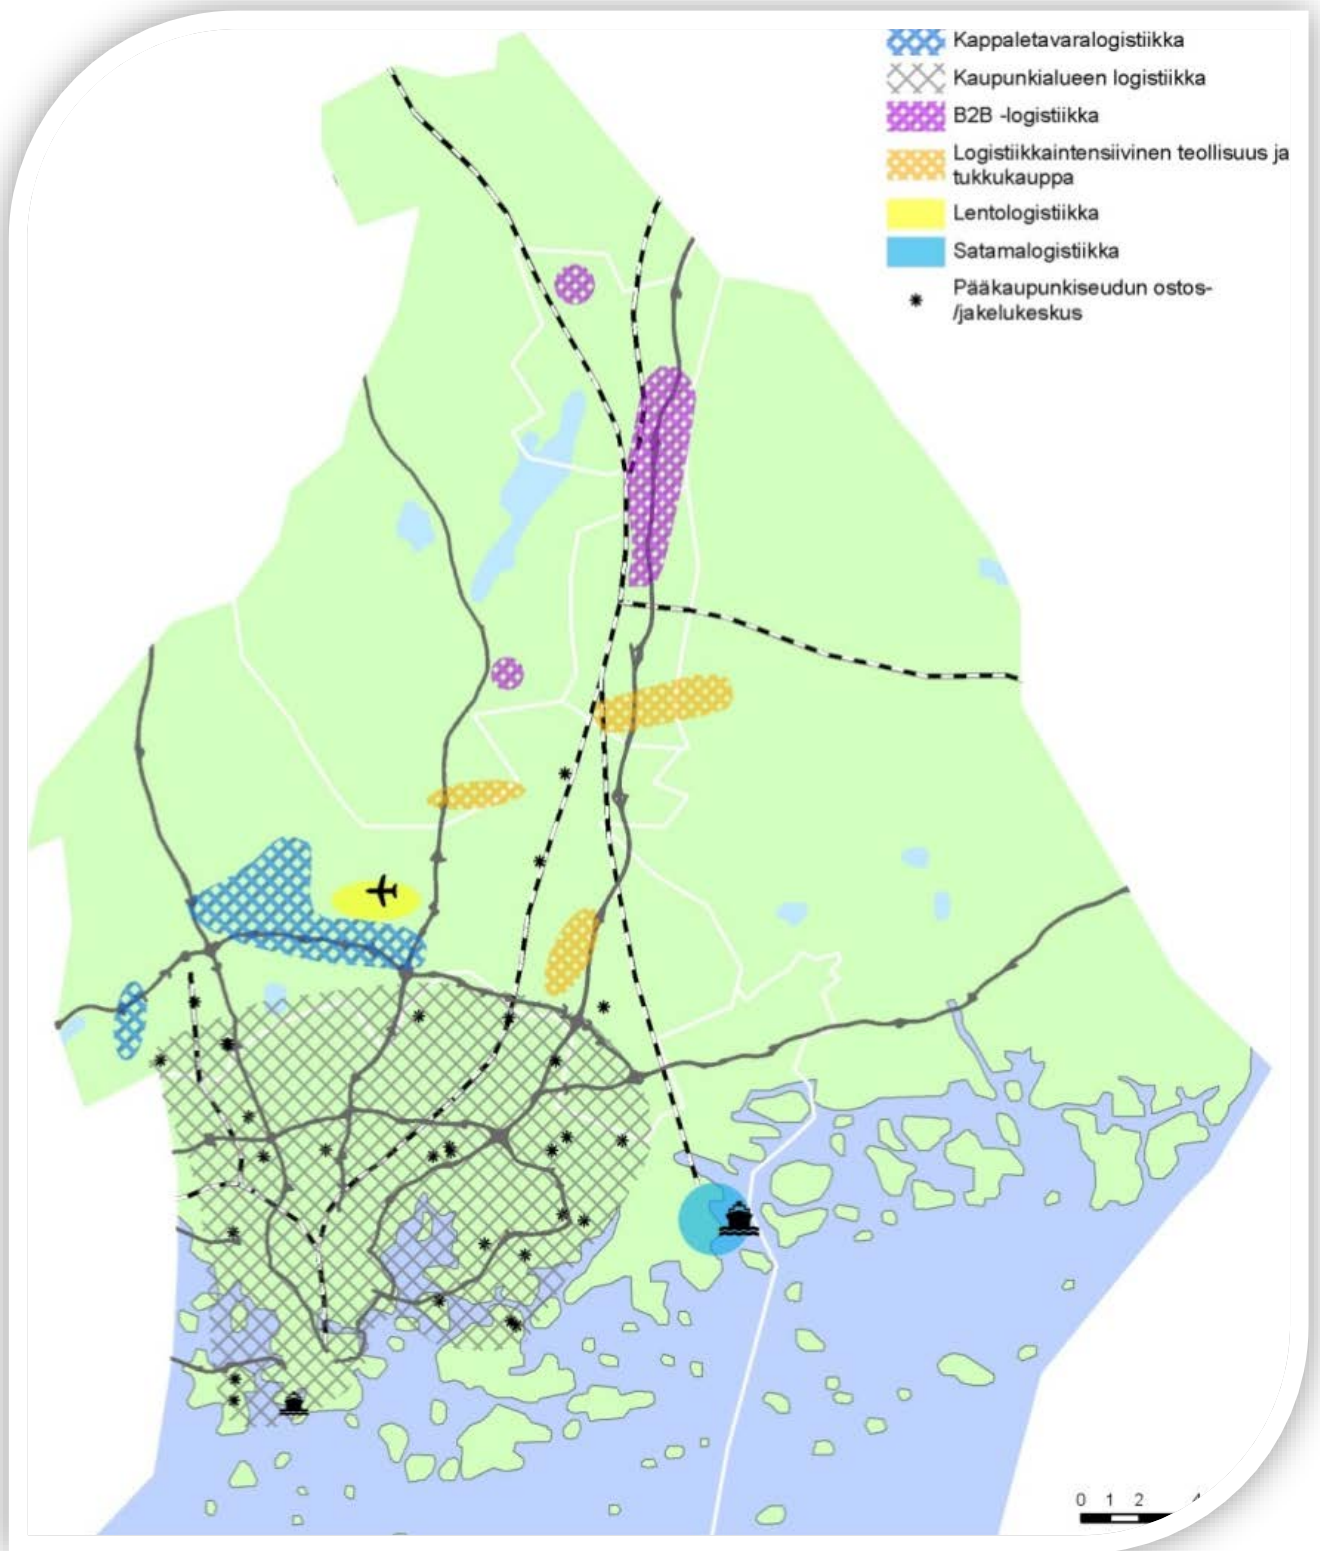 Kappaletavaralogistiikka
Kaupunkialueen logistiikka
B2B -logistiikka
Logistiikkaintensiivinen teollisuus ja
tukkukauppa
Lentologistiikka
Satamalogistiikka
Pääkaupunkiseudun ostos-
/jakelukeskus
0 1 2